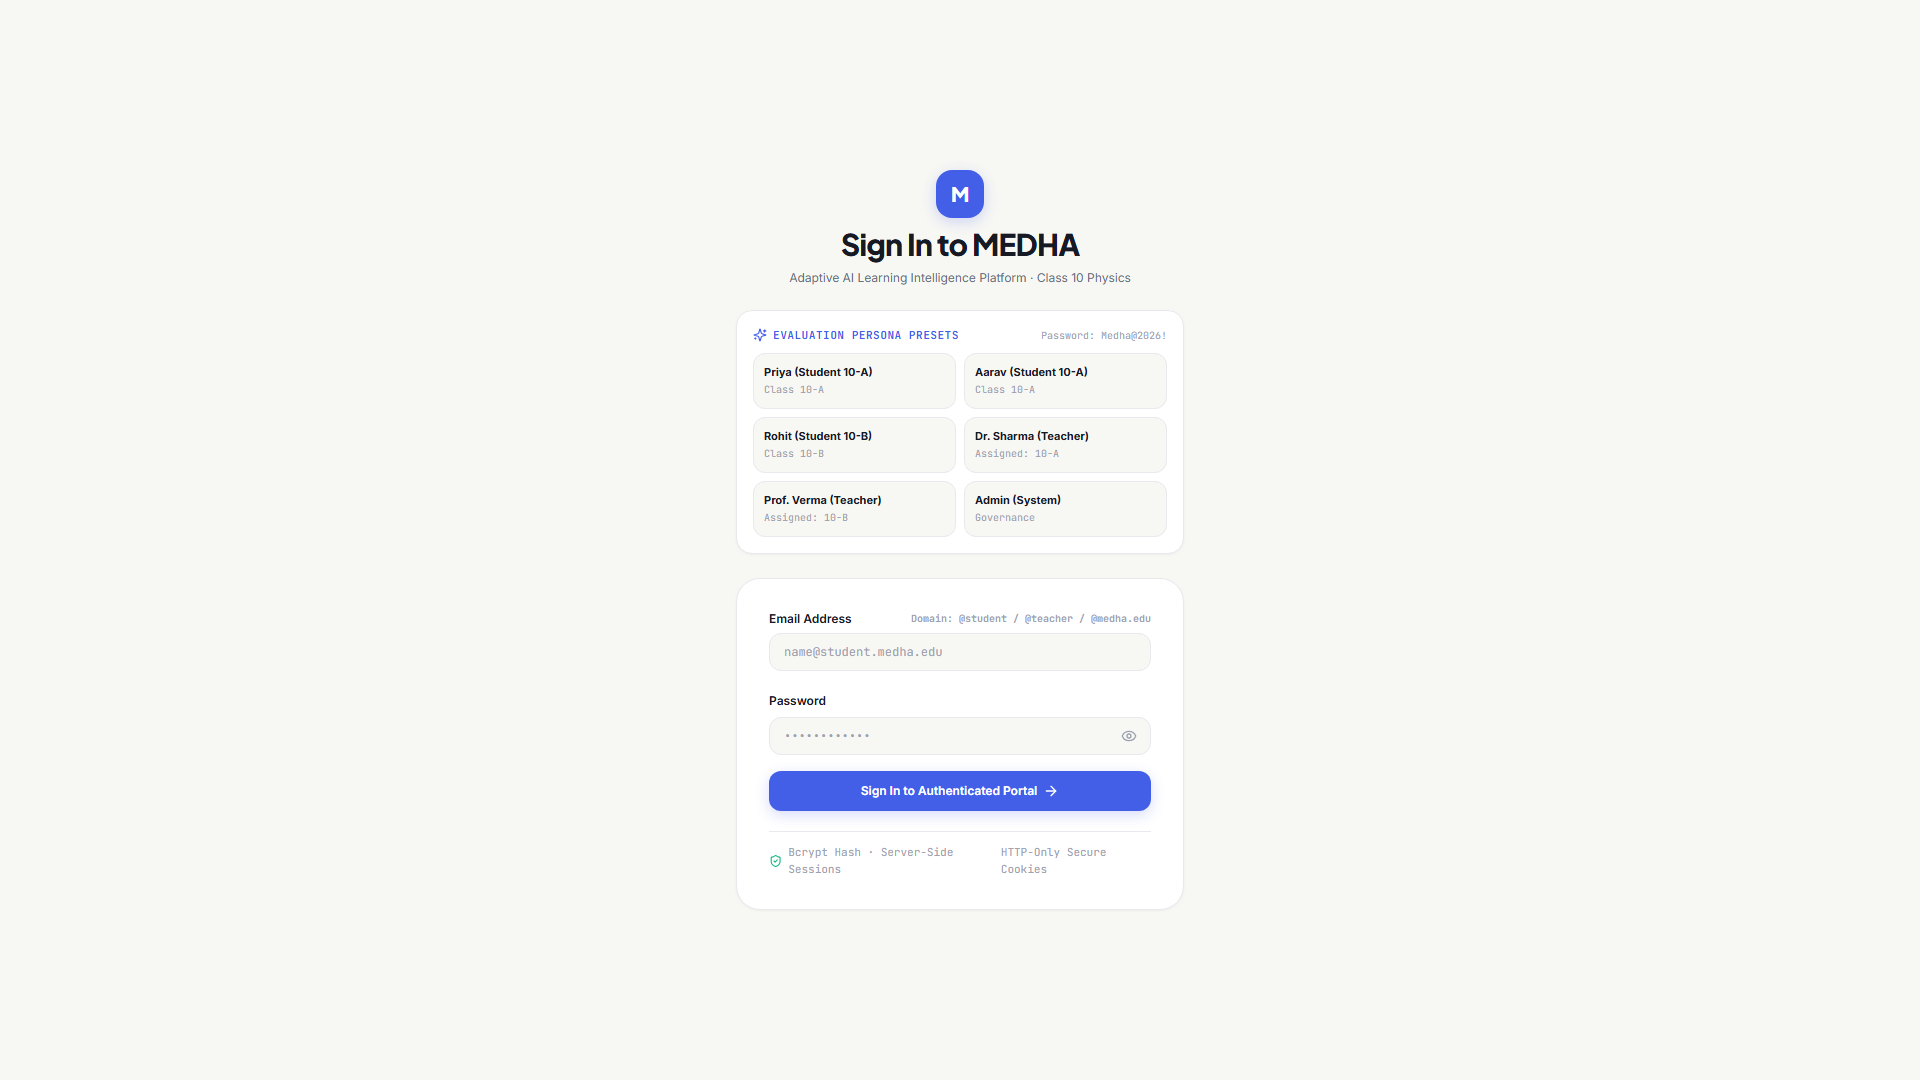 M
Sign In to MEDHA
Adaptive AI Learning Intelligence Platform · Class 10 Physics
EVALUATION PERSONA PRESETS Password: Medha@2026!
Priya (Student 10-A) Aarav (Student 10-A)
Class 10-A Class 10-A
Rohit (Student 10-B) Dr. Sharma (Teacher)
Class 10-B Assigned: 10-A
Prof. Verma (Teacher) Admin (System)
Assigned: 10-B Governance
Email Address Domain: @student / @teacher / @medha.edu
name@student.medha.edu
Password
••••••••••••
Sign In to Authenticated Portal →
Bcrypt Hash · Server-Side Sessions
HTTP-Only Secure Cookies